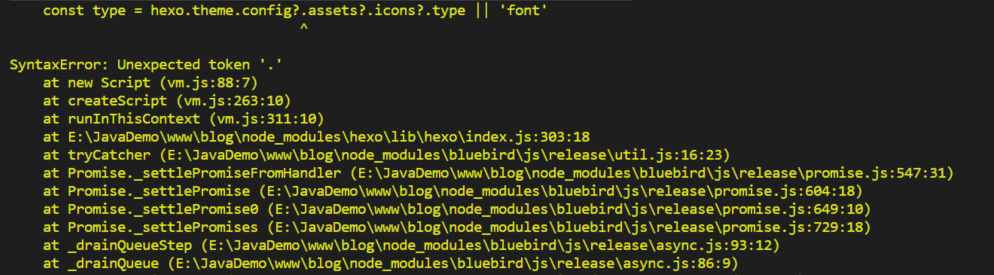 const type = hexo.theme.config?.assets?.icons?.type || 'font'
^
SyntaxError: Unexpected token '.'
at new Script (vm.js:88:7)
at createScript (vm.js:263:10)
at runInThisContext (vm.js:311:10)
at E:\JavaDemo\www\blog\node_modules\hexo\lib\hexo\index.js:303:18
at tryCatcher (E:\JavaDemo\www\blog\node_modules\bluebird\js\release\util.js:16:23)
at Promise._settlePromiseFromHandler (E:\JavaDemo\www\blog\node_modules\bluebird\js\release\promise.js:547:31)
at Promise._settlePromise (E:\JavaDemo\www\blog\node_modules\bluebird\js\release\promise.js:604:18)
at Promise._settlePromise0 (E:\JavaDemo\www\blog\node_modules\bluebird\js\release\promise.js:649:10)
at Promise._settlePromises (E:\JavaDemo\www\blog\node_modules\bluebird\js\release\promise.js:729:18)
at _drainQueueStep (E:\JavaDemo\www\blog\node_modules\bluebird\js\release\async.js:93:12)
at _drainQueue (E:\JavaDemo\www\blog\node_modules\bluebird\js\release\async.js:86:9)